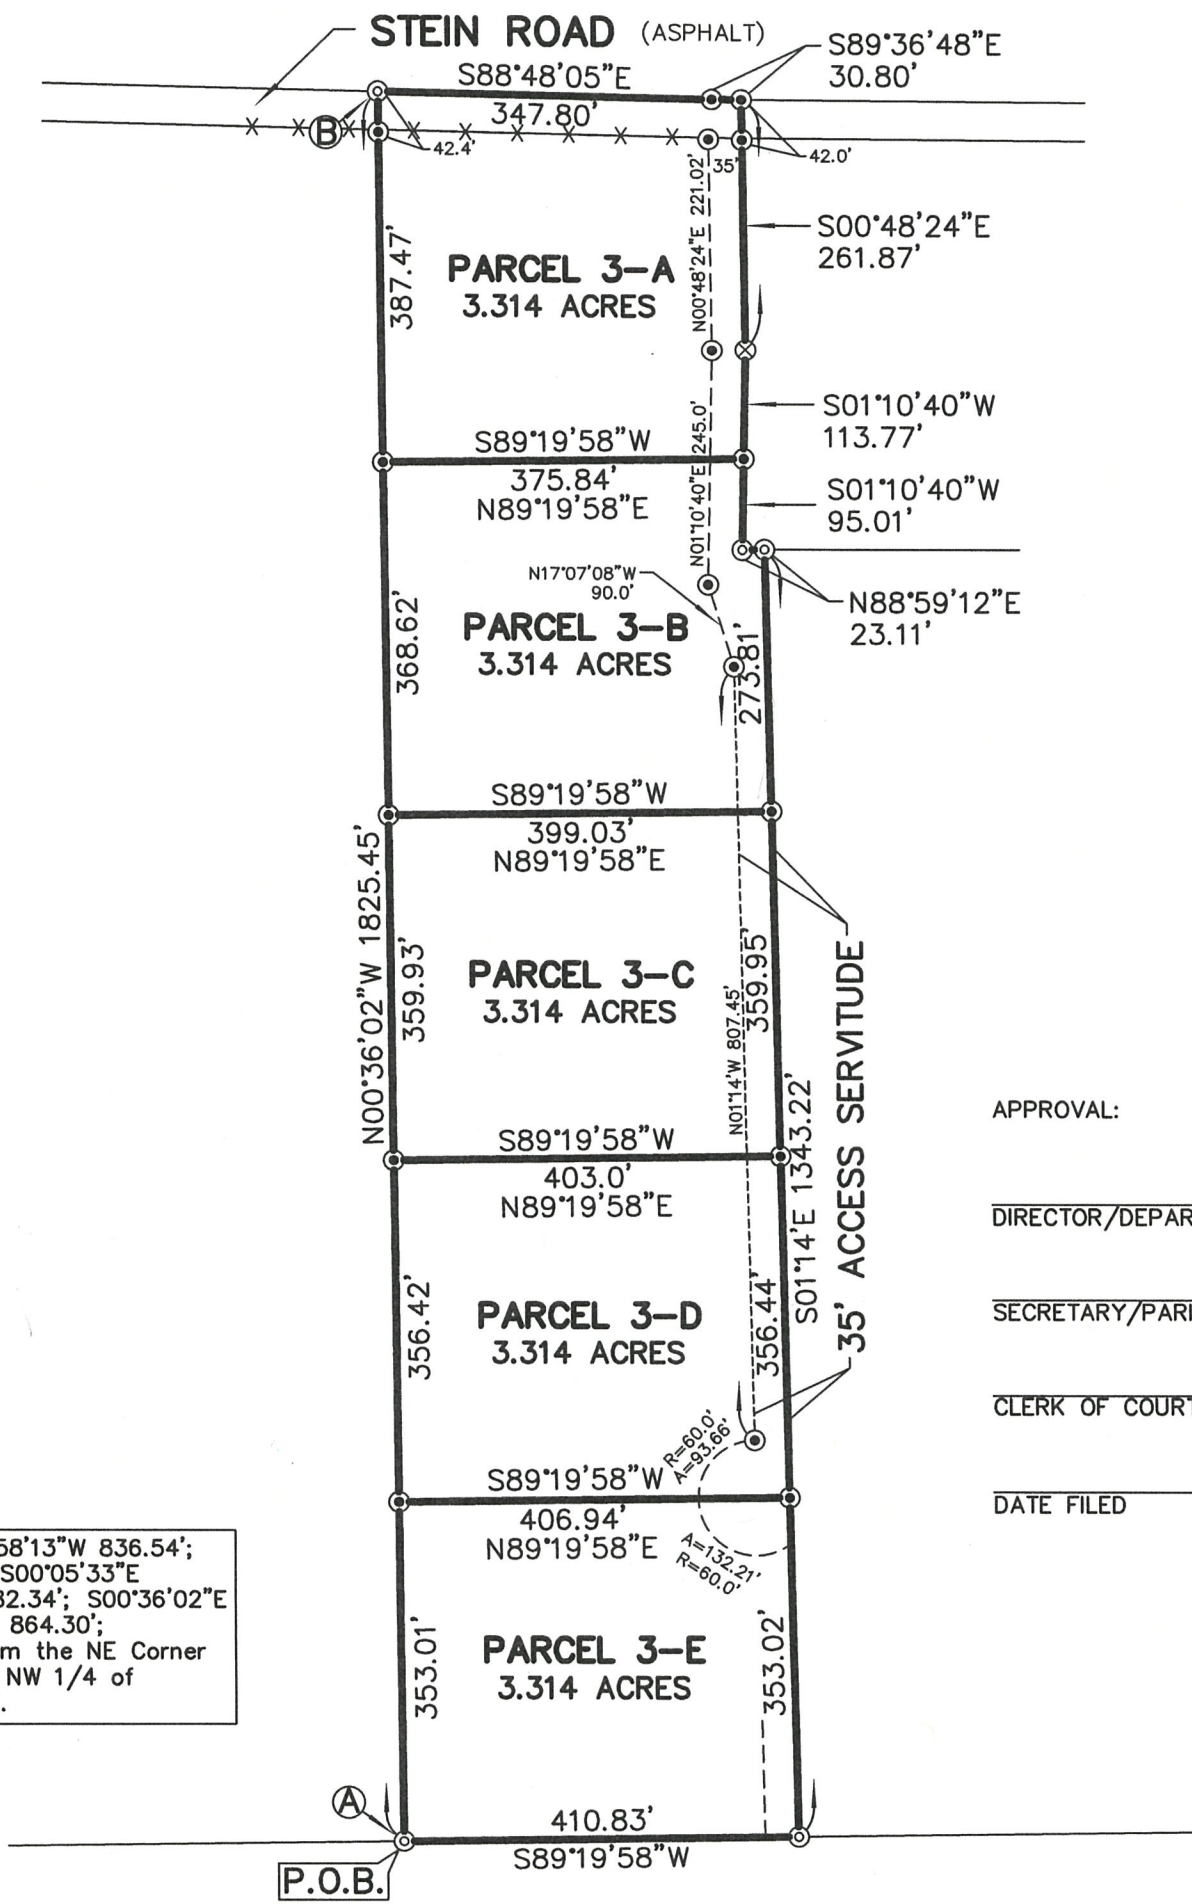 STEIN ROAD (ASPHALT)
S89°36'48"E
30.80'
S88°48'05"E
347.80'
B
42.4'
42.0'
35'
N00°48'24"E 221.02'
S00°48'24"E
261.87'
387.47'
PARCEL 3-A
3.314 ACRES
S01°10'40"W
113.77'
N01°10'40"E 245.0'
S89°19'58"W
375.84'
N89°19'58"E
S01°10'40"W
95.01'
N17°07'08"W
90.0'
N88°59'12"E
23.11'
368.62'
PARCEL 3-B
3.314 ACRES
273.81'
S89°19'58"W
399.03'
N89°19'58"E
N00°36'02"W 1825.45'
359.93'
PARCEL 3-C
3.314 ACRES
N01°14'W 807.45'
359.95'
35' ACCESS SERVITUDE
S01°14'E 1343.22'
S89°19'58"W
403.0'
N89°19'58"E
APPROVAL:
DIRECTOR/DEPAR
SECRETARY/PARI
CLERK OF COURT
DATE FILED
356.42'
PARCEL 3-D
3.314 ACRES
356.44'
R=60.0'
A=93.66'
S89°19'58"W
406.94'
N89°19'58"E
A=132.21'
R=60.0'
58'13"W 836.54';
S00°05'33"E
32.34'; S00°36'02"E
864.30';
m the NE Corner
NW 1/4 of
.
353.01'
PARCEL 3-E
3.314 ACRES
353.02'
A
410.83'
S89°19'58"W
P.O.B.